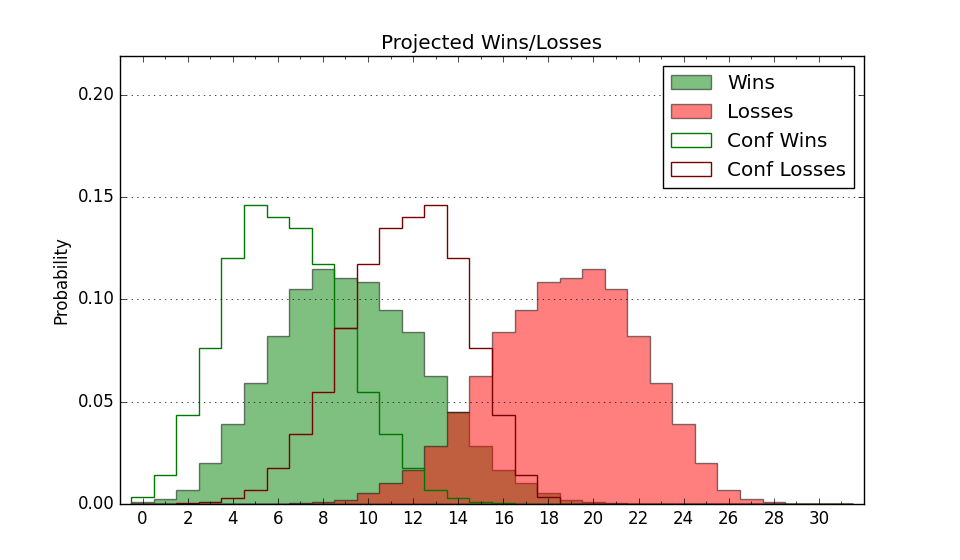 Projected Wins/Losses
Wins
Losses
Conf Wins
Conf Losses
Probability
0.20
0.15
0.10
0.05
0.00
0 2 4 6 8 10 12 14 16 18 20 22 24 26 28 30